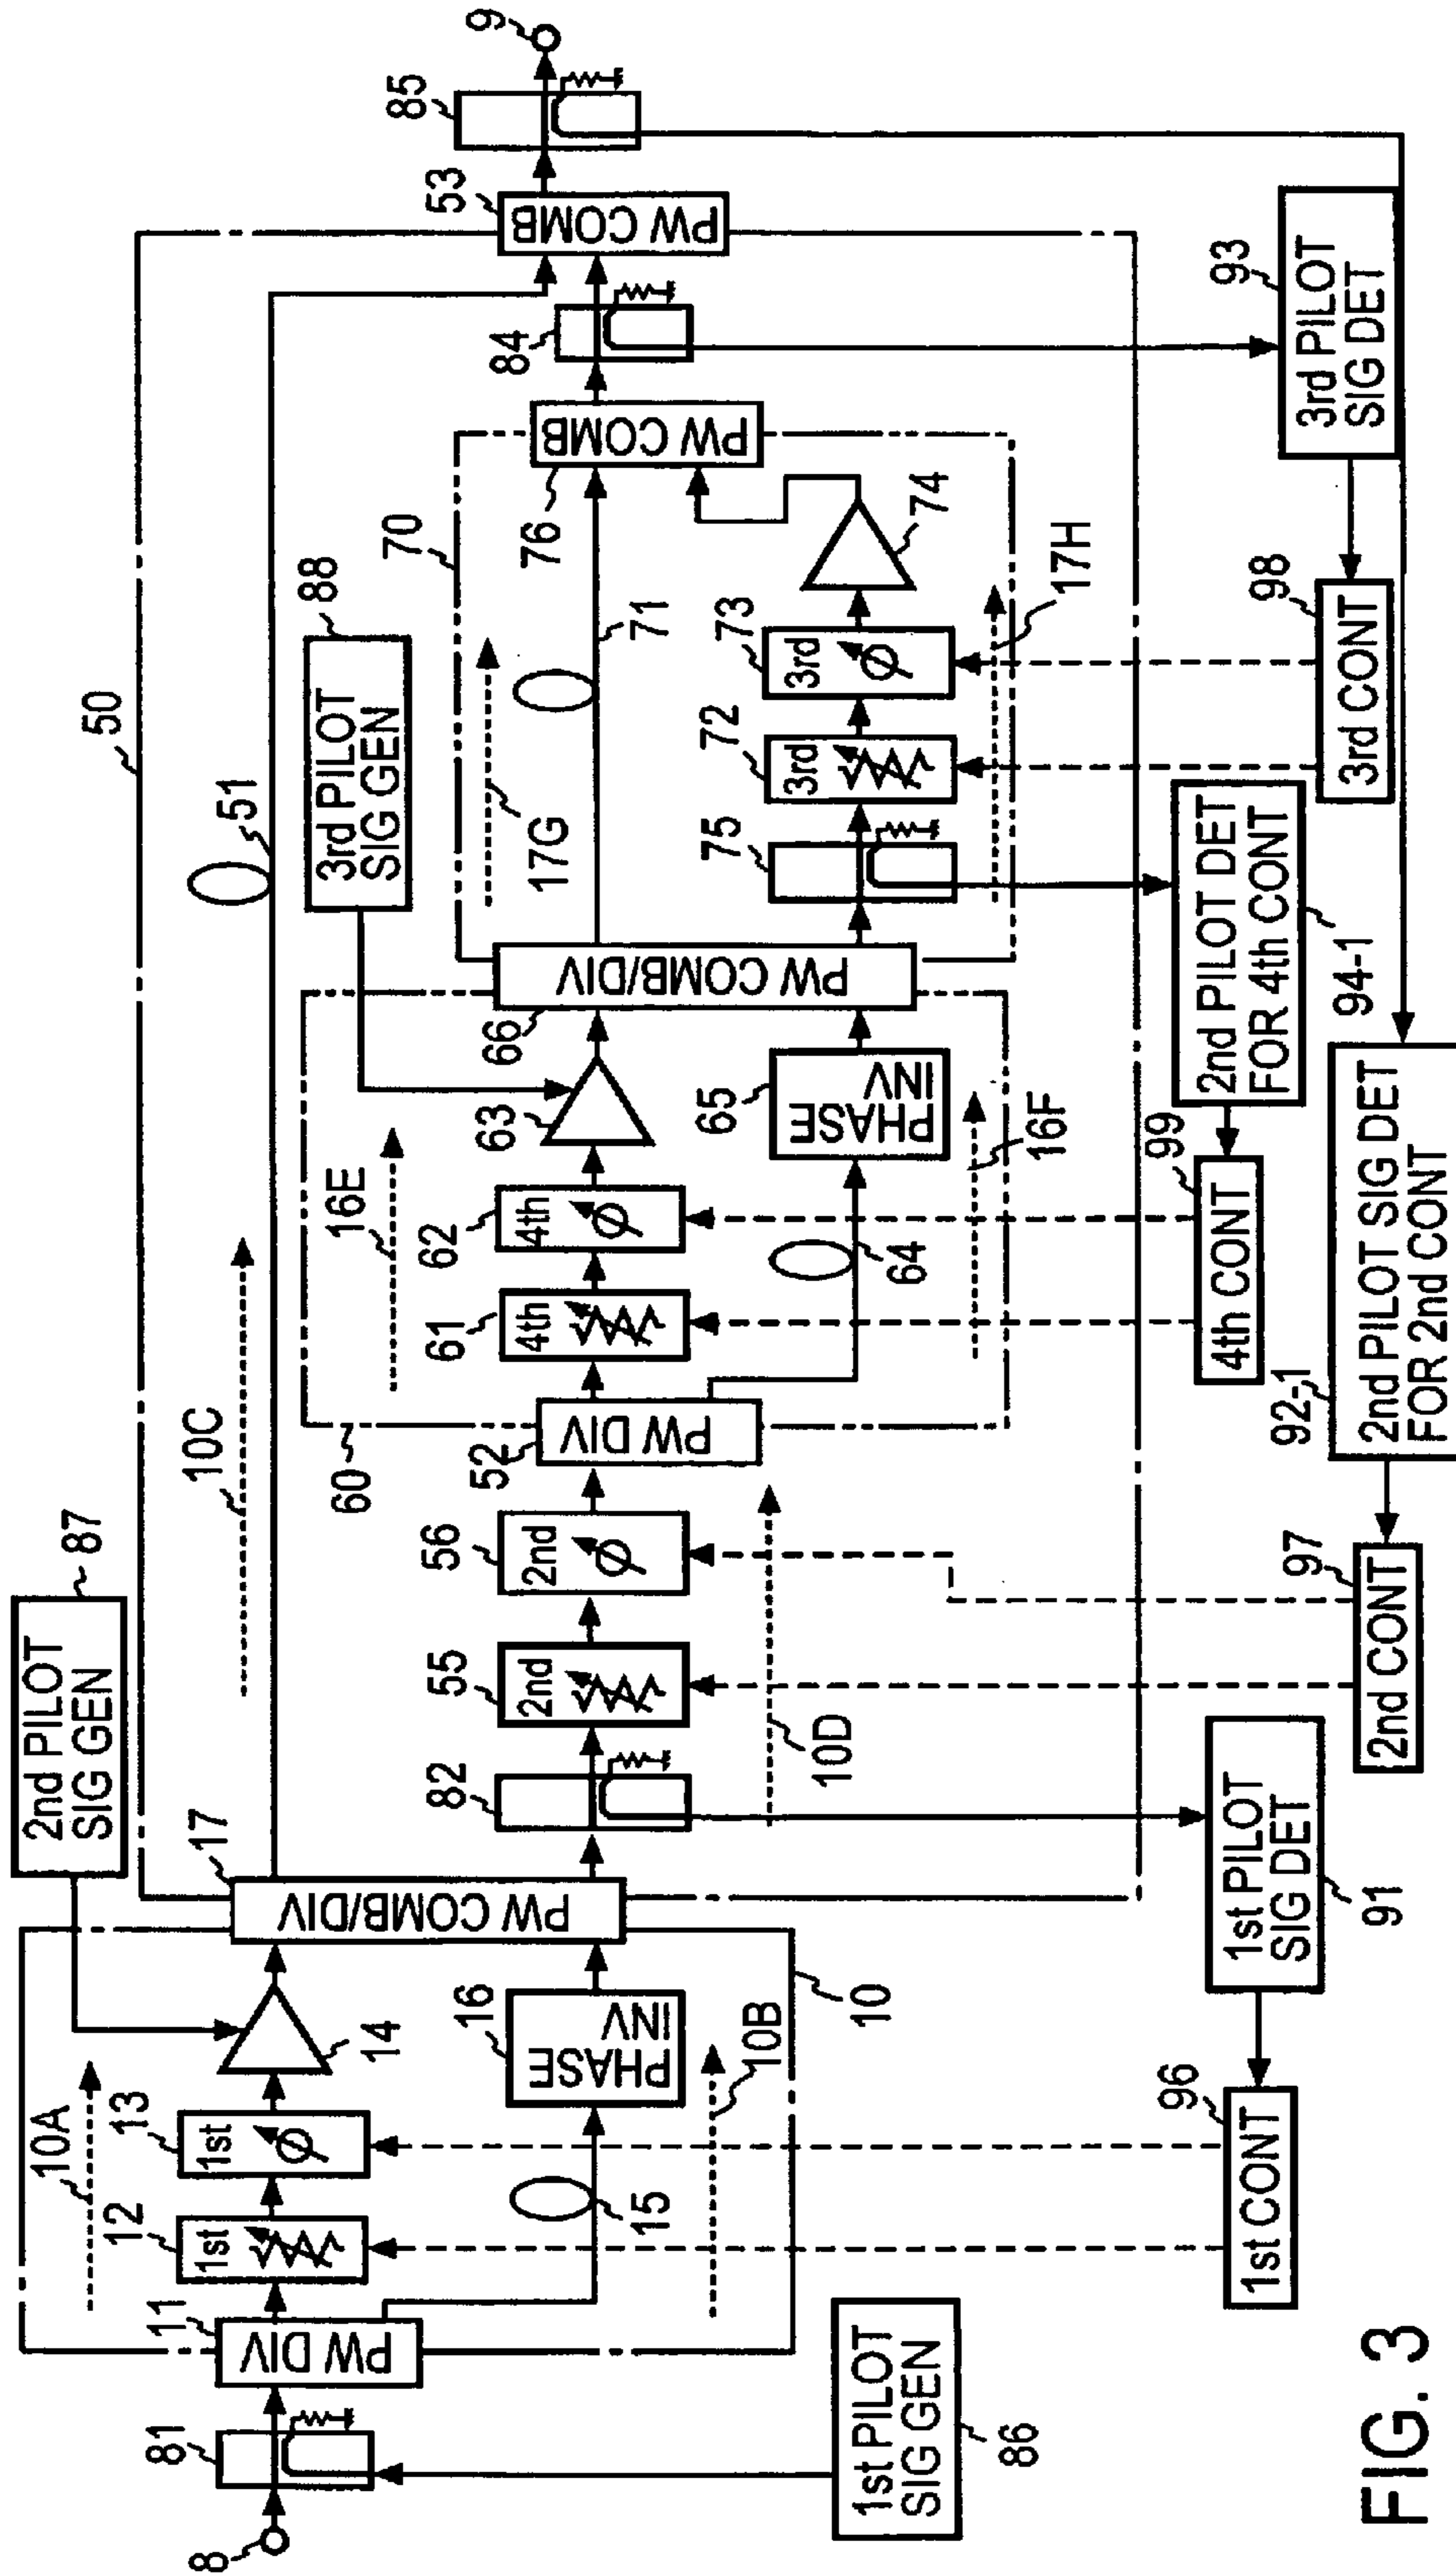 8
81
11
PW DIV
10A
12
1st
13
1st
14
2nd PILOT
SIG GEN
87
17
PW COMB/DIV
15
16
PHASE
INV
10B
10
1st PILOT
SIG GEN
86
10C
51
50
82
55
2nd
56
2nd
10D
52
PW DIV
60
61
4th
62
4th
16E
63
64
65
PHASE
INV
16F
66
PW COMB/DIV
3rd PILOT
SIG GEN
88
70
17G
71
75
72
3rd
73
3rd
74
17H
76
PW COMB
84
53
PW COMB
85
9
1st PILOT
SIG DET
91
96
1st CONT
97
2nd CONT
92-1
2nd PILOT SIG DET
FOR 2nd CONT
99
4th CONT
2nd PILOT DET
FOR 4th CONT
94-1
98
3rd CONT
93
3rd PILOT
SIG DET
FIG. 3